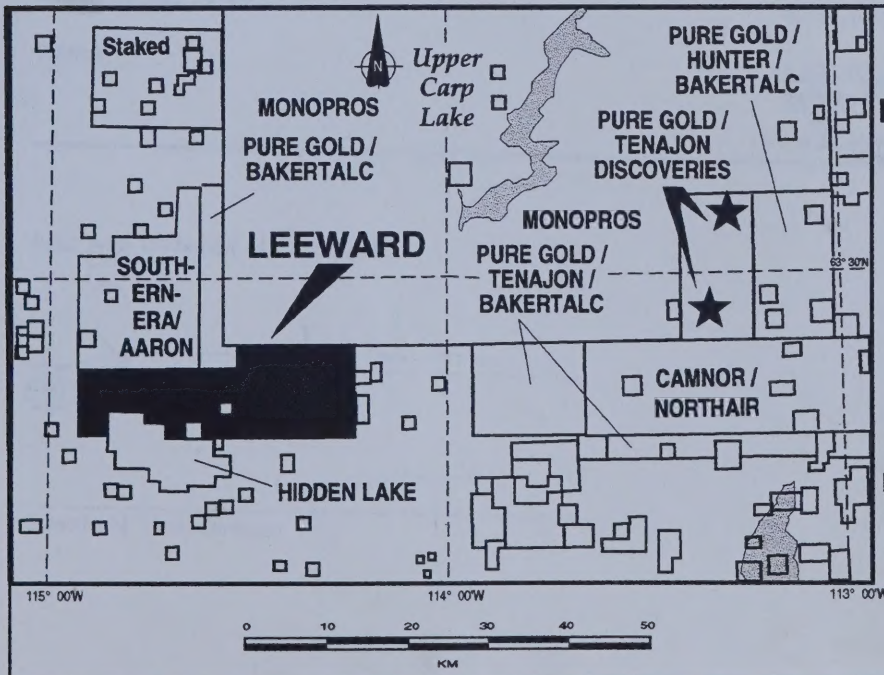 Staked
MONOPROS
PURE GOLD /
BAKERTALC
N
Upper
Carp
Lake
PURE GOLD /
HUNTER /
BAKERTALC
PURE GOLD /
TENAJON
DISCOVERIES
MONOPROS
PURE GOLD /
TENAJON /
BAKERTALC
LEEWARD
SOUTH-
ERN-
ERA/
AARON
63° 30'N
CAMNOR /
NORTHAIR
HIDDEN LAKE
115° 00'W
114° 00'W
113° 00'W
0 10 20 30 40 50
KM